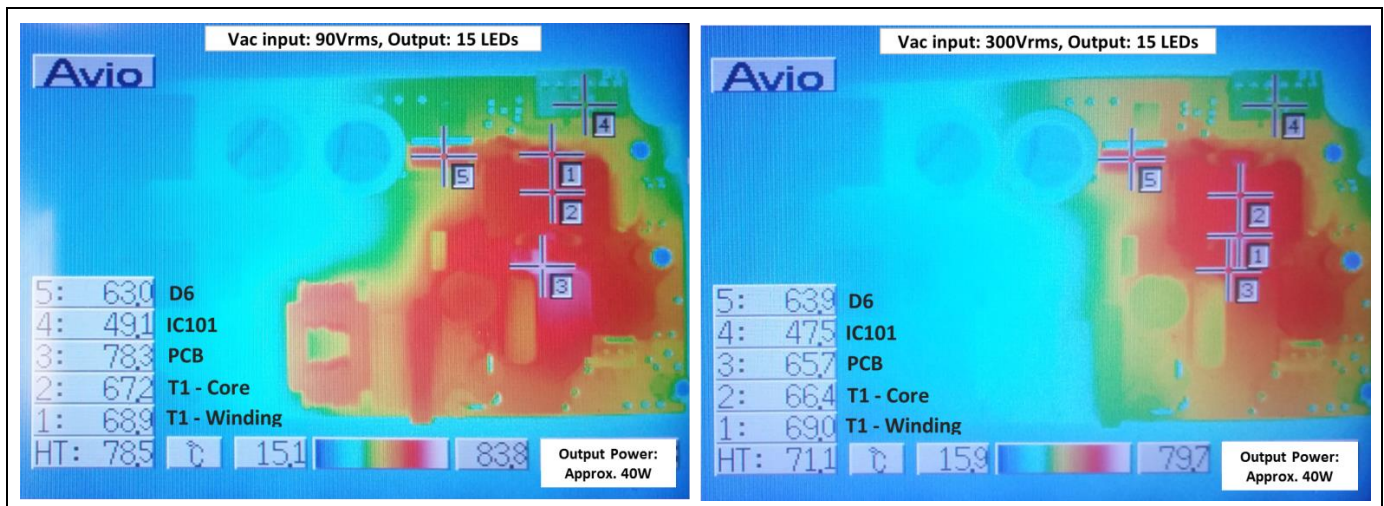 Vac input: 90Vrms, Output: 15 LEDs
Avio
4
5
1
2
3
5: 63.0 D6
4: 49.1 IC101
3: 78.3 PCB
2: 67.2 T1 - Core
1: 68.9 T1 - Winding
HT: 78.5 ℃ 15.1 83.8
Output Power:
Approx. 40W
Vac input: 300Vrms, Output: 15 LEDs
Avio
4
5
2
1
3
5: 63.9 D6
4: 47.5 IC101
3: 65.7 PCB
2: 66.4 T1 - Core
1: 69.0 T1 - Winding
HT: 71.1 ℃ 15.9 79.7
Output Power:
Approx. 40W